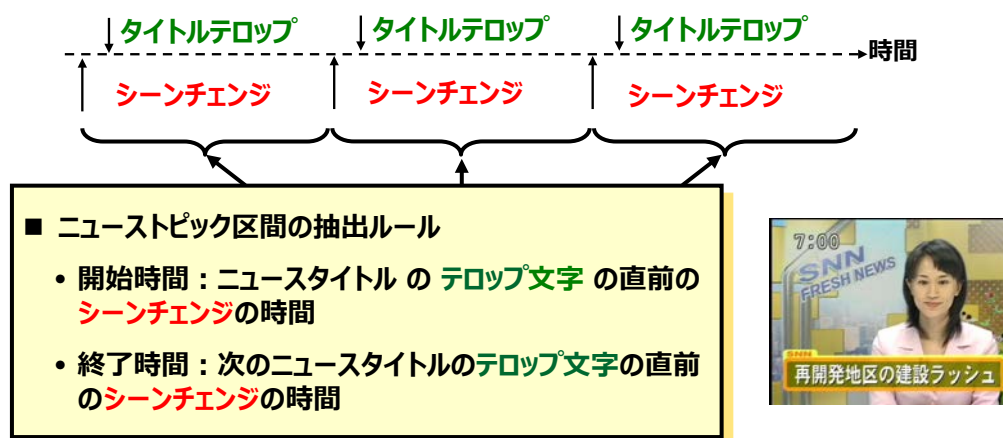 タイトルテロップ タイトルテロップ タイトルテロップ
時間
シーンチェンジ シーンチェンジ シーンチェンジ
■ ニューストピック区間の抽出ルール
• 開始時間：ニュースタイトル の テロップ文字 の直前の
シーンチェンジの時間
• 終了時間：次のニュースタイトルのテロップ文字の直前
のシーンチェンジの時間
7:00
SNN
FRESH NEWS
SNN
再開発地区の建設ラッシュ